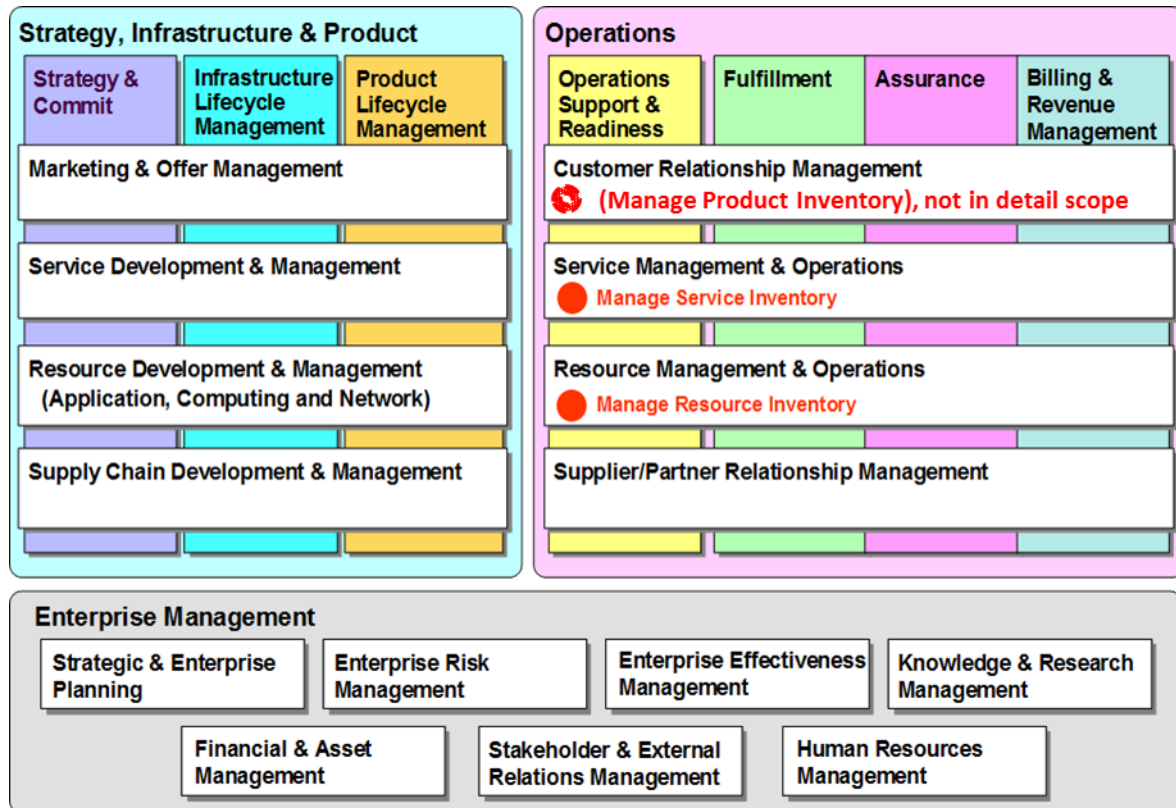 Strategy, Infrastructure & Product
Strategy &
Commit
Infrastructure
Lifecycle
Management
Product
Lifecycle
Management
Marketing & Offer Management
Service Development & Management
Resource Development & Management
(Application, Computing and Network)
Supply Chain Development & Management
Operations
Operations
Support &
Readiness
Fulfillment
Assurance
Billing &
Revenue
Management
Customer Relationship Management
(Manage Product Inventory), not in detail scope
Service Management & Operations
Manage Service Inventory
Resource Management & Operations
Manage Resource Inventory
Supplier/Partner Relationship Management
Enterprise Management
Strategic & Enterprise
Planning
Enterprise Risk
Management
Enterprise Effectiveness
Management
Knowledge & Research
Management
Financial & Asset
Management
Stakeholder & External
Relations Management
Human Resources
Management